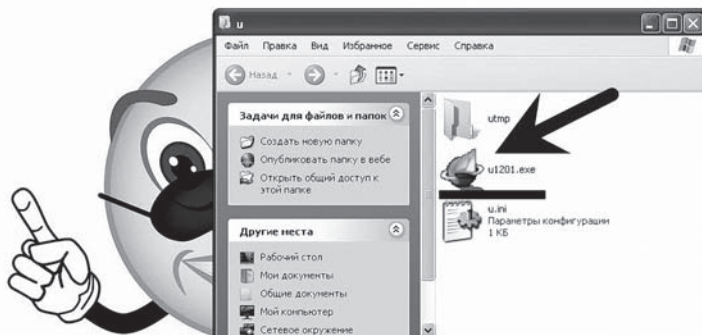 u
Файл Правка Вид Избранное Сервис Справка
Назад
Задачи для файлов и папок
Создать новую папку
Опубликовать папку в вебе
Открыть общий доступ к
этой папке
Другие места
Рабочий стол
Мои документы
Общие документы
Мой компьютер
Сетевое окружение
utmp
u1201.exe
u.ini
Параметры конфигурации
1 КБ